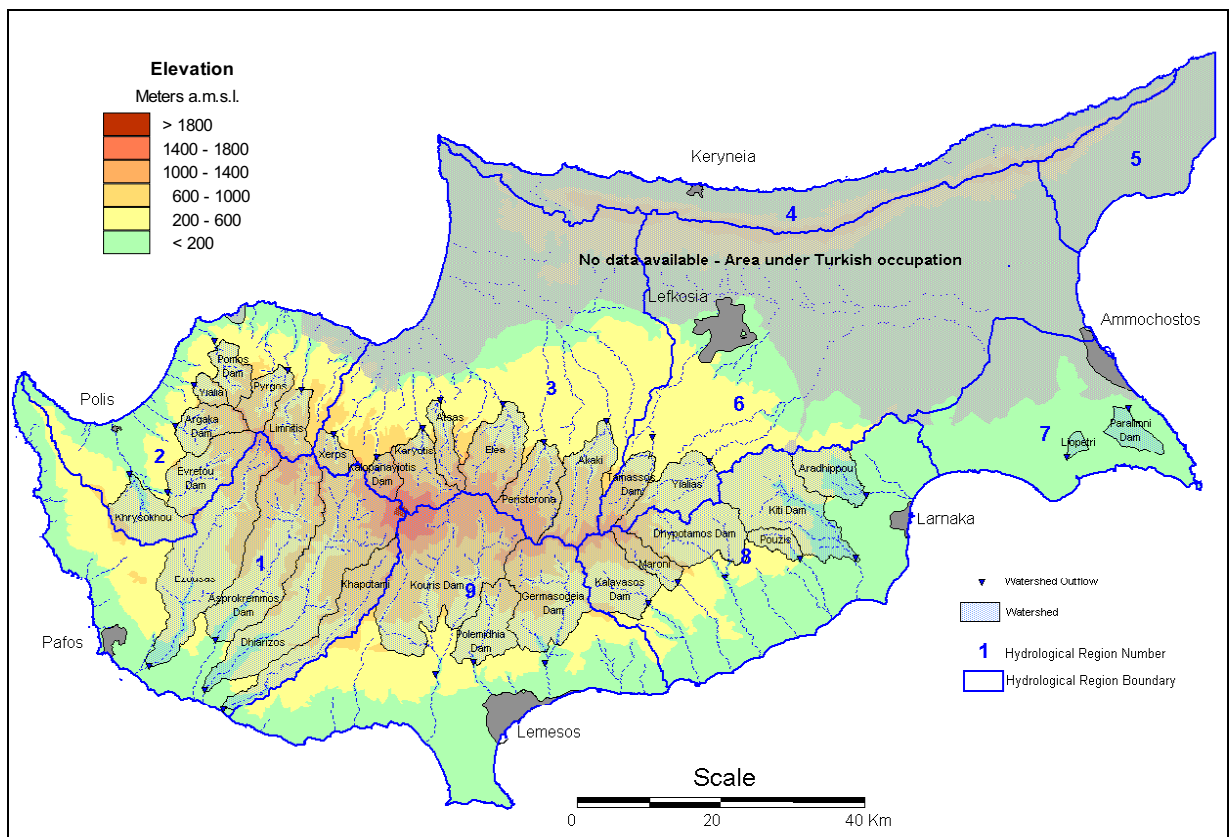 Elevation
Meters a.m.s.l.
> 1800
1400 - 1800
1000 - 1400
600 - 1000
200 - 600
< 200
Keryneia
5
4
No data available - Area under Turkish occupation
Lefkosia
Ammochostos
Pomos
Dam
Pyrgos
Yialia
Polis
Argaka
Dam
Limnitis
3
6
Atsas
7
Liopetri
Paralimni
Dam
2
Evretou
Dam
Xeros
Kalopanayiotis
Dam
Karyotis
Elea
Akaki
Peristerona
Tamassos
Dam
Yialias
Aradhippou
Kiti Dam
Khrysokhou
Larnaka
Dhypotamos Dam
Pouzis
8
Maroni
Ezousas
1
Asprokremmos
Dam
Khapotami
Kouris Dam
9
Germasogeia
Dam
Kalavasos
Dam
Dhiarizos
Polemidhia
Dam
Pafos
Lemesos
Watershed Outflow
Watershed
1 Hydrological Region Number
Hydrological Region Boundary
Scale
0 20 40 Km